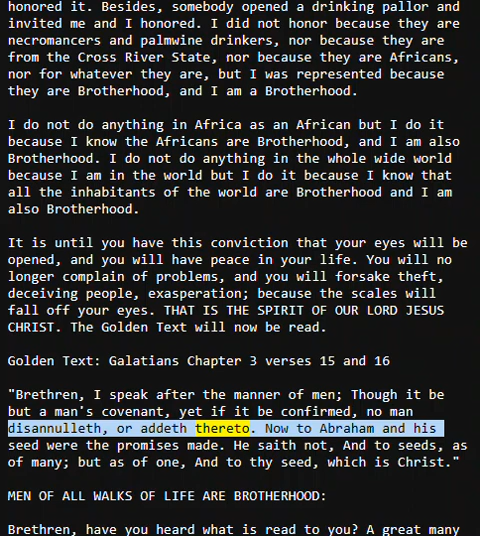 honored it. Besides, somebody opened a drinking pallor and
invited me and I honored. I did not honor because they are
necromancers and palmwine drinkers, nor because they are
from the Cross River State, nor because they are Africans,
nor for whatever they are, but I was represented because
they are Brotherhood, and I am a Brotherhood.
I do not do anything in Africa as an African but I do it
because I know the Africans are Brotherhood, and I am also
Brotherhood. I do not do anything in the whole wide world
because I am in the world but I do it because I know that
all the inhabitants of the world are Brotherhood and I am
also Brotherhood.
It is until you have this conviction that your eyes will be
opened, and you will have peace in your life. You will no
longer complain of problems, and you will forsake theft,
deceiving people, exasperation; because the scales will
fall off your eyes. THAT IS THE SPIRIT OF OUR LORD JESUS
CHRIST. The Golden Text will now be read.
Golden Text: Galatians Chapter 3 verses 15 and 16
"Brethren, I speak after the manner of men; Though it be
but a man's covenant, yet if it be confirmed, no man
disannulleth, or addeth thereto. Now to Abraham and his
seed were the promises made. He saith not, And to seeds, as
of many; but as of one, And to thy seed, which is Christ."
MEN OF ALL WALKS OF LIFE ARE BROTHERHOOD:
Brethren, have you heard what is read to you? A great many